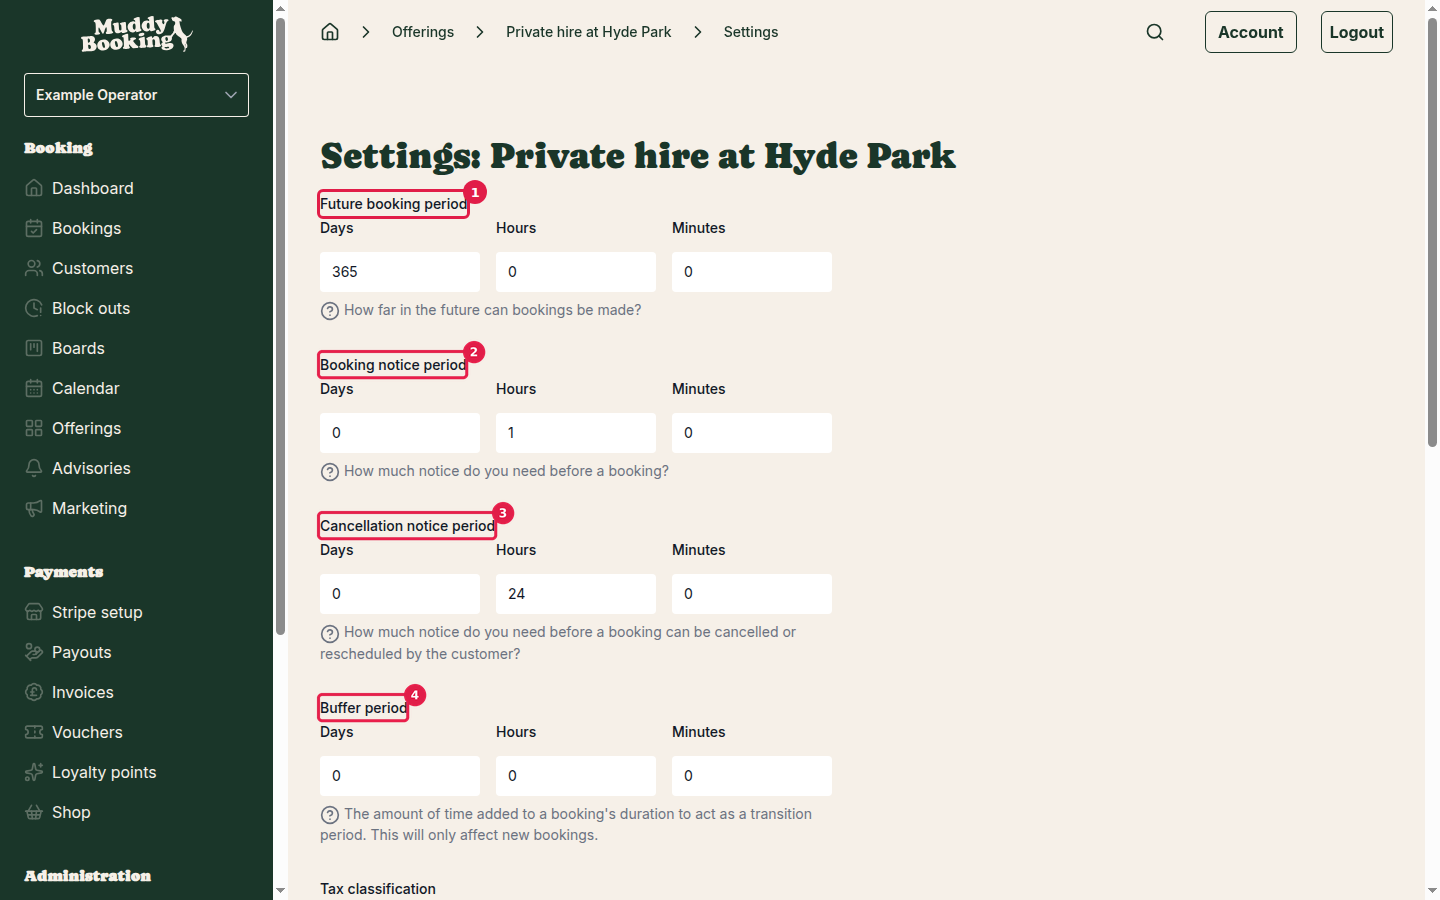 Muddy
Booking
Example Operator
Booking
Dashboard
Bookings
Customers
Block outs
Boards
Calendar
Offerings
Advisories
Marketing
Payments
Stripe setup
Payouts
Invoices
Vouchers
Loyalty points
Shop
Administration
Offerings
Private hire at Hyde Park
Settings
Account
Logout
Settings: Private hire at Hyde Park
Future booking period 1
Days Hours Minutes
365 0 0
How far in the future can bookings be made?
Booking notice period 2
Days Hours Minutes
0 1 0
How much notice do you need before a booking?
Cancellation notice period 3
Days Hours Minutes
0 24 0
How much notice do you need before a booking can be cancelled or
rescheduled by the customer?
Buffer period 4
Days Hours Minutes
0 0 0
The amount of time added to a booking's duration to act as a transition
period. This will only affect new bookings.
Tax classification